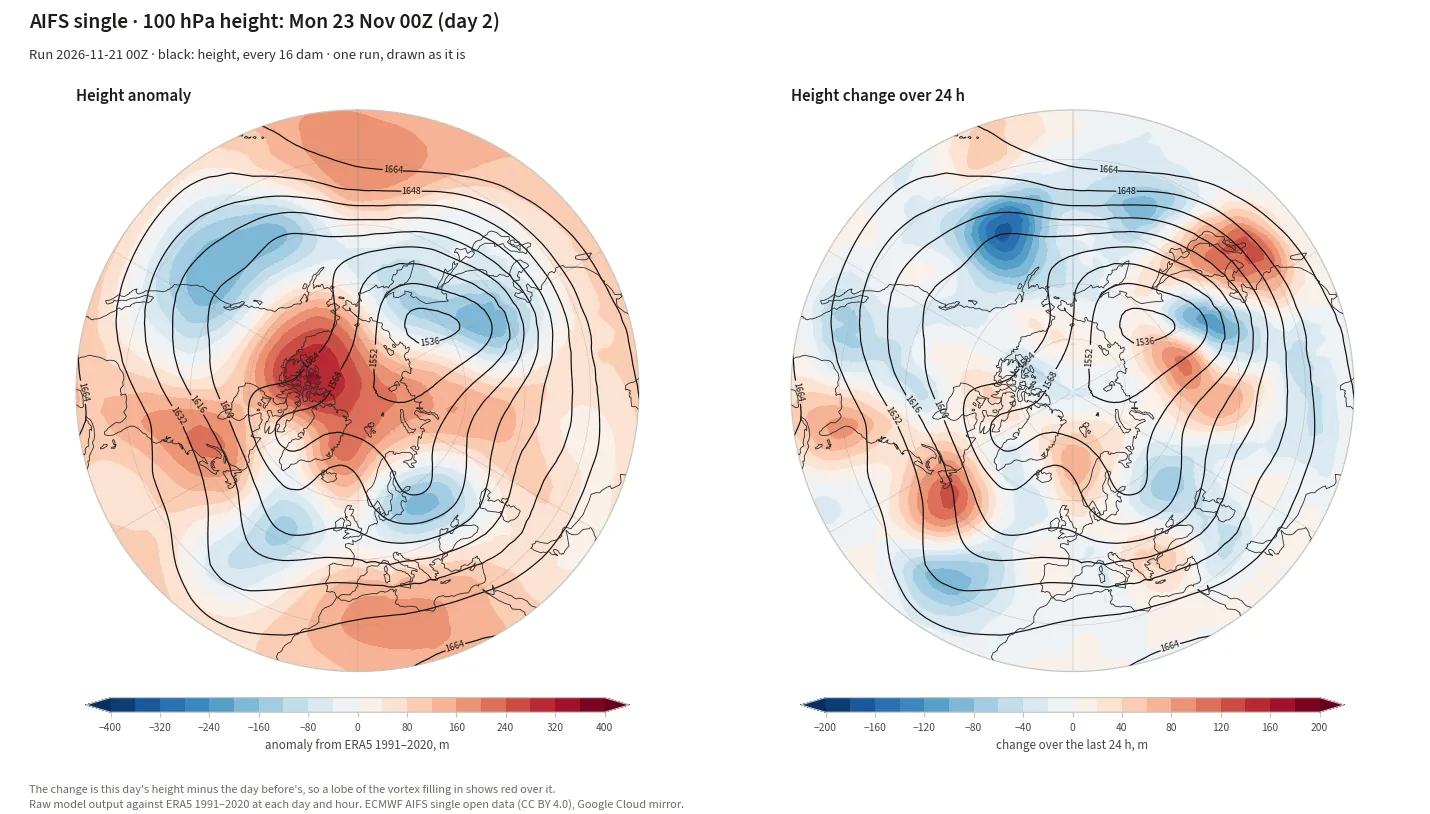 AIFS single · 100 hPa height: Mon 23 Nov 00Z (day 2)
Run 2026-11-21 00Z · black: height, every 16 dam · one run, drawn as it is
Height anomaly
1664
1648
1536
1552
1584
1568
1664
1632
1616
1664
−400 −320 −240 −160 −80 0 80 160 240 320 400
anomaly from ERA5 1991–2020, m
Height change over 24 h
1664
1648
1536
1552
1568
1664
1632
1616
1664
−200 −160 −120 −80 −40 0 40 80 120 160 200
change over the last 24 h, m
The change is this day's height minus the day before's, so a lobe of the vortex filling in shows red over it.
Raw model output against ERA5 1991–2020 at each day and hour. ECMWF AIFS single open data (CC BY 4.0), Google Cloud mirror.